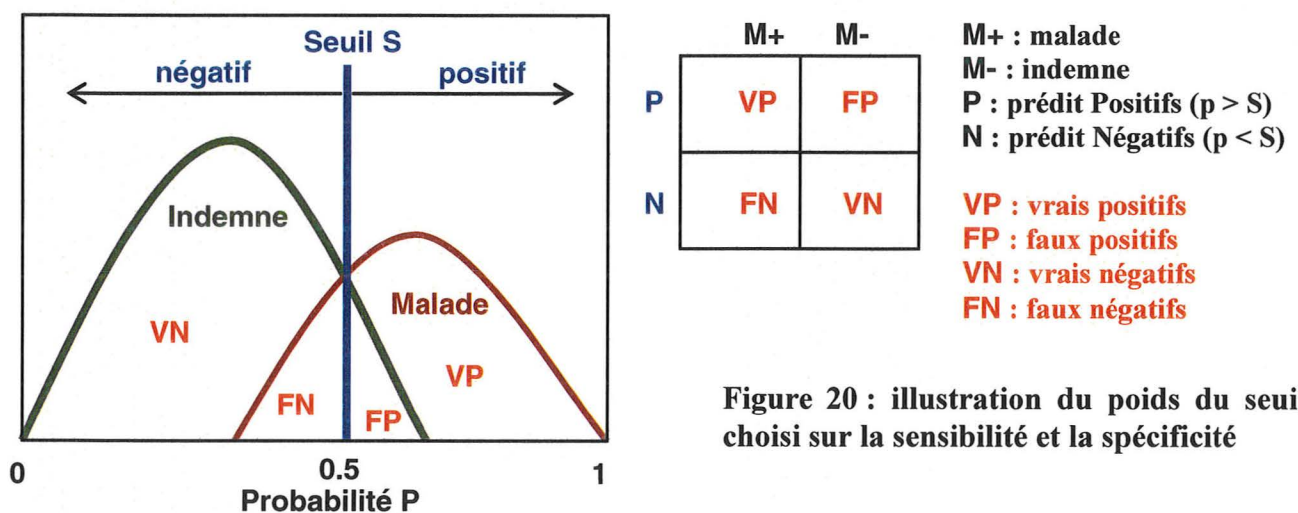 Seuil S
négatif positif
Indemne
Malade
VN
VP
FN
FP
0 0.5 1
Probabilité P
M+ M-
P VP FP
N FN VN
M+ : malade
M- : indemne
P : prédit Positifs (p > S)
N : prédit Négatifs (p < S)
VP : vrais positifs
FP : faux positifs
VN : vrais négatifs
FN : faux négatifs
Figure 20 : illustration du poids du seui
choisi sur la sensibilité et la spécificité